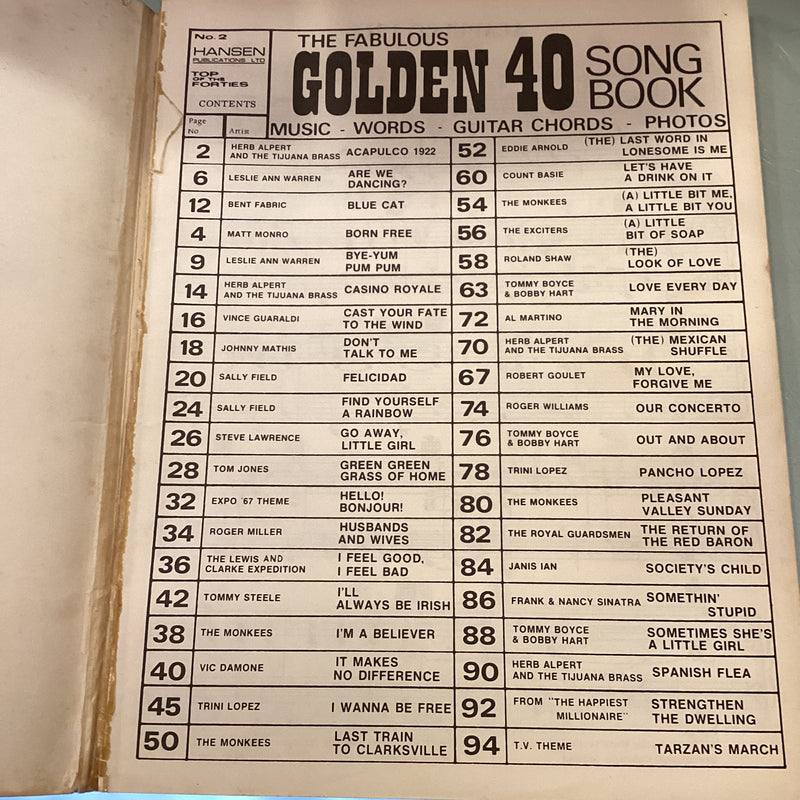 No. 2
HANSEN
PUBLICATIONS LTD
TOP
OF THE
FORTIES
CONTENTS
THE FABULOUS
GOLDEN 40 SONG
BOOK
Page
No
Artist
MUSIC - WORDS - GUITAR CHORDS - PHOTOS
2 HERB ALPERT
AND THE TIJUANA BRASS ACAPULCO 1922
6 LESLIE ANN WARREN ARE WE
DANCING?
12 BENT FABRIC BLUE CAT
4 MATT MONRO BORN FREE
9 LESLIE ANN WARREN BYE-YUM
PUM PUM
14 HERB ALPERT
AND THE TIJUANA BRASS CASINO ROYALE
16 VINCE GUARALDI CAST YOUR FATE
TO THE WIND
18 JOHNNY MATHIS DON'T
TALK TO ME
20 SALLY FIELD FELICIDAD
24 SALLY FIELD FIND YOURSELF
A RAINBOW
26 STEVE LAWRENCE GO AWAY,
LITTLE GIRL
28 TOM JONES GREEN GREEN
GRASS OF HOME
32 EXPO '67 THEME HELLO!
BONJOUR!
34 ROGER MILLER HUSBANDS
AND WIVES
36 THE LEWIS AND
CLARKE EXPEDITION I FEEL GOOD,
I FEEL BAD
42 TOMMY STEELE I'LL
ALWAYS BE IRISH
38 THE MONKEES I'M A BELIEVER
40 VIC DAMONE IT MAKES
NO DIFFERENCE
45 TRINI LOPEZ I WANNA BE FREE
50 THE MONKEES LAST TRAIN
TO CLARKSVILLE
52 EDDIE ARNOLD (THE) LAST WORD IN
LONESOME IS ME
60 COUNT BASIE LET'S HAVE
A DRINK ON IT
54 THE MONKEES (A) LITTLE BIT ME,
A LITTLE BIT YOU
56 THE EXCITERS (A) LITTLE
BIT OF SOAP
58 ROLAND SHAW (THE)
LOOK OF LOVE
63 TOMMY BOYCE
& BOBBY HART LOVE EVERY DAY
72 AL MARTINO MARY IN
THE MORNING
70 HERB ALPERT
AND THE TIJUANA BRASS (THE) MEXICAN
SHUFFLE
67 ROBERT GOULET MY LOVE,
FORGIVE ME
74 ROGER WILLIAMS OUR CONCERTO
76 TOMMY BOYCE
& BOBBY HART OUT AND ABOUT
78 TRINI LOPEZ PANCHO LOPEZ
80 THE MONKEES PLEASANT
VALLEY SUNDAY
82 THE ROYAL GUARDSMEN THE RETURN OF
THE RED BARON
84 JANIS IAN SOCIETY'S CHILD
86 FRANK & NANCY SINATRA SOMETHIN'
STUPID
88 TOMMY BOYCE
& BOBBY HART SOMETIMES SHE'S
A LITTLE GIRL
90 HERB ALPERT
AND THE TIJUANA BRASS SPANISH FLEA
92 FROM "THE HAPPIEST
MILLIONAIRE" STRENGTHEN
THE DWELLING
94 T.V. THEME TARZAN'S MARCH